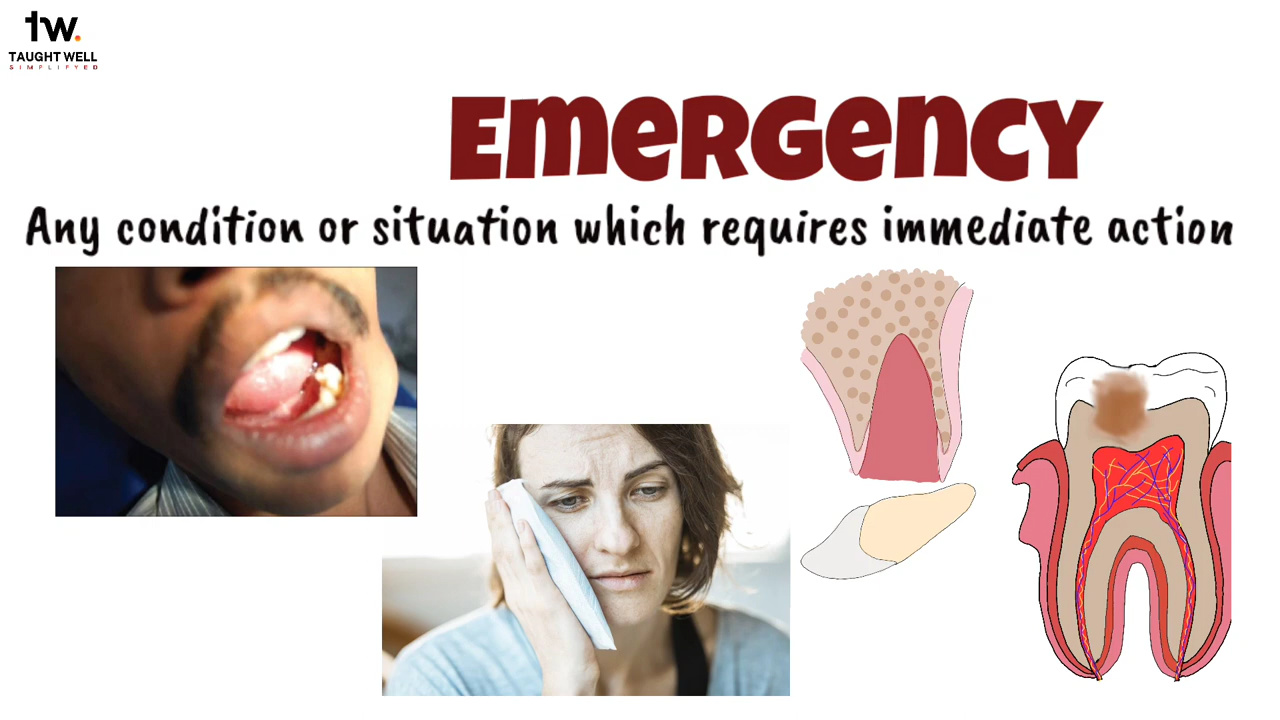 tw.
TAUGHT WELL
SIMPLIFYED
EMERGENCY
Any condition or situation which requires immediate action